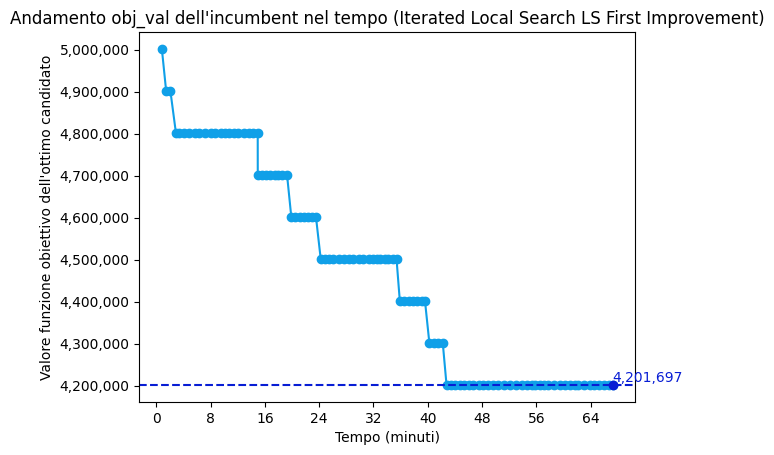 Andamento obj_val dell'incumbent nel tempo (Iterated Local Search LS First Improvement)
Valore funzione obiettivo dell'ottimo candidato
5,000,000
4,900,000
4,800,000
4,700,000
4,600,000
4,500,000
4,400,000
4,300,000
4,200,000
4,201,697
0 8 16 24 32 40 48 56 64
Tempo (minuti)